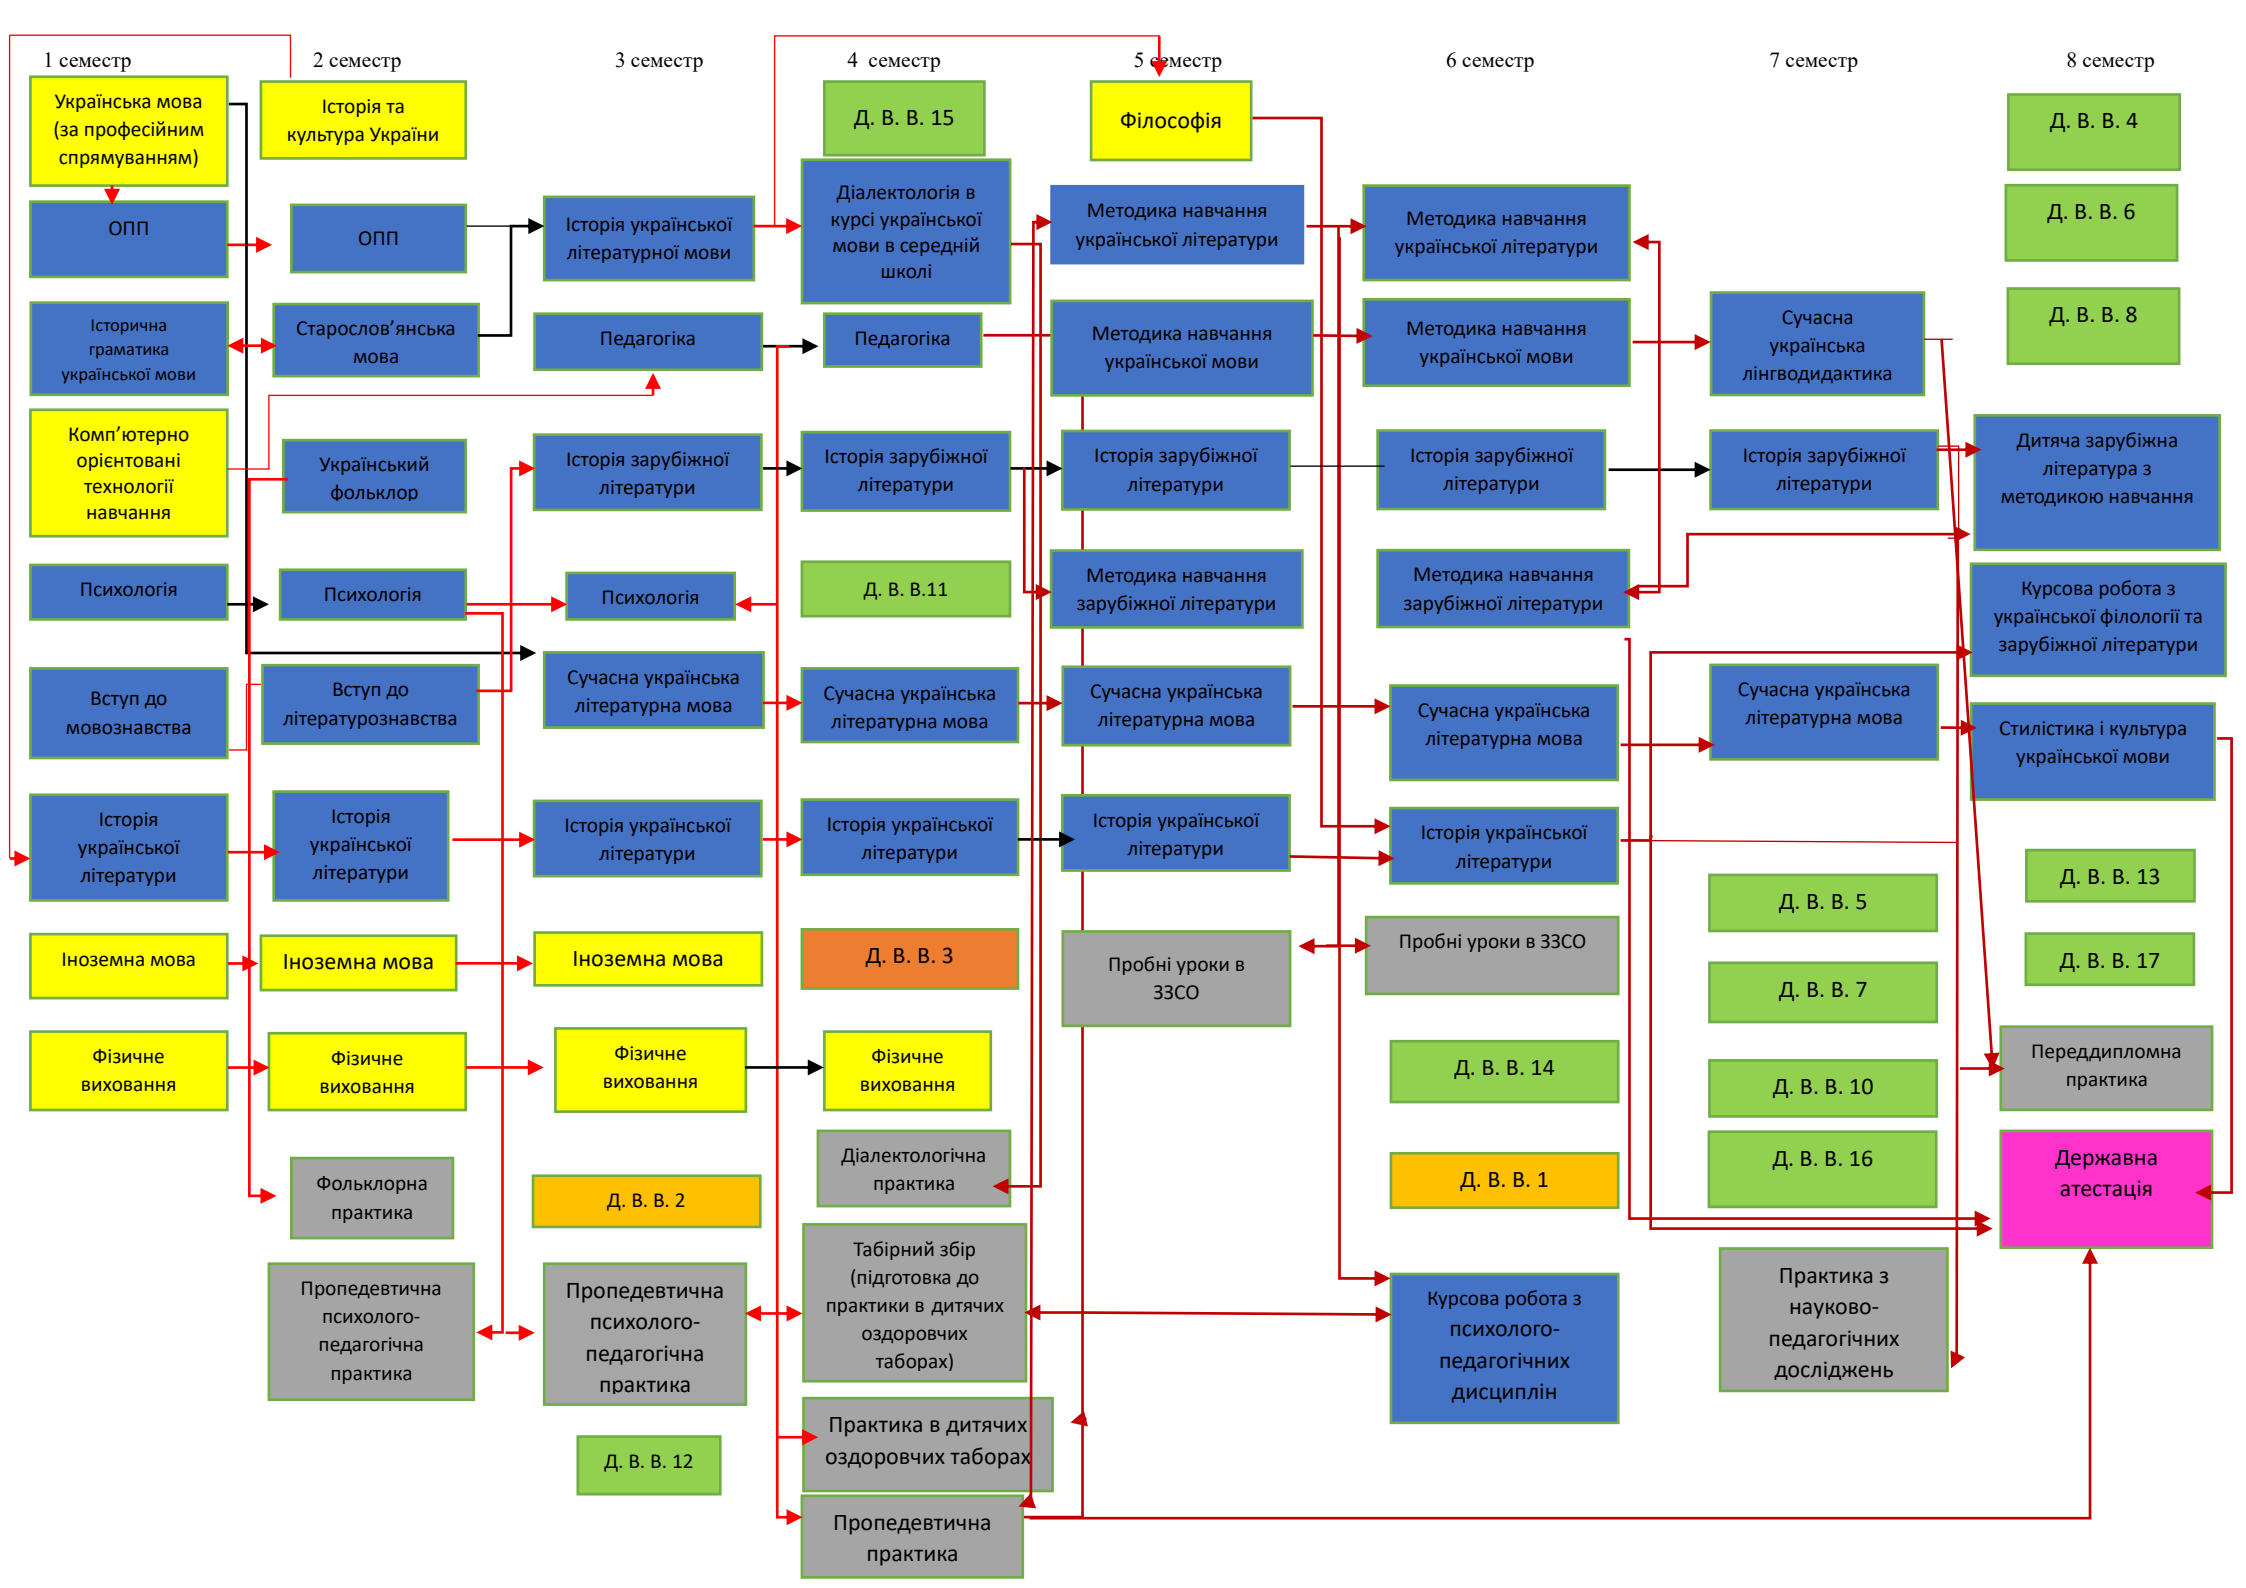 1 семестр
2 семестр
3 семестр
4 семестр
5 семестр
6 семестр
7 семестр
8 семестр
Українська мова
(за професійним
спрямуванням)
ОПП
Історична
граматика
української мови
Комп’ютерно
орієнтовані
технології
навчання
Психологія
Вступ до
мовознавства
Історія
української
літератури
Іноземна мова
Фізичне
виховання
Історія та
культура України
ОПП
Старослов’янська
мова
Український
фольклор
Психологія
Вступ до
літературознавства
Історія
української
літератури
Іноземна мова
Фізичне
виховання
Фольклорна
практика
Пропедевтична
психолого-
педагогічна
практика
Історія української
літературної мови
Педагогіка
Історія зарубіжної
літератури
Психологія
Сучасна українська
літературна мова
Історія української
літератури
Іноземна мова
Фізичне
виховання
Д. В. В. 2
Пропедевтична
психолого-
педагогічна
практика
Д. В. В. 12
Д. В. В. 15
Діалектологія в
курсі української
мови в середній
школі
Педагогіка
Історія зарубіжної
літератури
Д. В. В.11
Сучасна українська
літературна мова
Історія української
літератури
Д. В. В. 3
Фізичне
виховання
Діалектологічна
практика
Табірний збір
(підготовка до
практики в дитячих
оздоровчих
таборах)
Практика в дитячих
оздоровчих таборах
Пропедевтична
практика
Філософія
Методика навчання
української літератури
Методика навчання
української мови
Історія зарубіжної
літератури
Методика навчання
зарубіжної літератури
Сучасна українська
літературна мова
Історія української
літератури
Пробні уроки в
ЗЗСО
Методика навчання
української літератури
Методика навчання
української мови
Історія зарубіжної
літератури
Методика навчання
зарубіжної літератури
Сучасна українська
літературна мова
Історія української
літератури
Пробні уроки в ЗЗСО
Д. В. В. 14
Д. В. В. 1
Курсова робота з
психолого-
педагогічних
дисциплін
Сучасна
українська
лінгводидактика
Історія зарубіжної
літератури
Сучасна українська
літературна мова
Д. В. В. 5
Д. В. В. 7
Д. В. В. 10
Д. В. В. 16
Практика з
науково-
педагогічних
досліджень
Д. В. В. 4
Д. В. В. 6
Д. В. В. 8
Дитяча зарубіжна
література з
методикою навчання
Курсова робота з
української філології та
зарубіжної літератури
Стилістика і культура
української мови
Д. В. В. 13
Д. В. В. 17
Переддипломна
практика
Державна
атестація